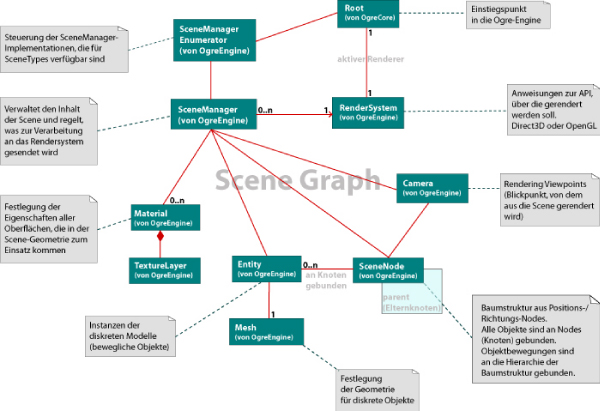 Root
(von OgreCore)
Einstiegspunkt
in die Ogre-Engine
SceneManager
Enumerator
(von OgreEngine)
Steuerung der SceneManager-
Implementationen, die für
SceneTypes verfügbar sind
1
aktiver Renderer
1
Verwaltet den Inhalt
der Scene und regelt,
was zur Verarbeitung
an das Rendersystem
gesendet wird
SceneManager
(von OgreEngine)
0..n
1
RenderSystem
(von OgreEngine)
Anweisungen zur API,
über die gerendert
werden soll.
Direct3D oder OpenGL
Scene Graph
Camera
(von OgreEngine)
Rendering Viewpoints
(Blickpunkt, von dem
aus die Scene gerendert
wird)
Festlegung der
Eigenschaften aller
Oberflächen, die in der
Scene-Geometrie zum
Einsatz kommen
0..n
Material
(von OgreEngine)
TextureLayer
(von OgreEngine)
Entity
(von OgreEngine)
0..n
an Knoten
gebunden
SceneNode
(von OgreEngine)
parent
(Elternknoten)
Baumstruktur aus Positions-/
Richtungs-Nodes.
Alle Objekte sind an Nodes
(Knoten) gebunden.
Objektbewegungen sind
an die Hierarchie der
Baumstruktur gebunden.
Instanzen der
diskreten Modelle
(bewegliche Objekte)
1
Mesh
(von OgreEngine)
Festlegung
der Geometrie
für diskrete Objekte